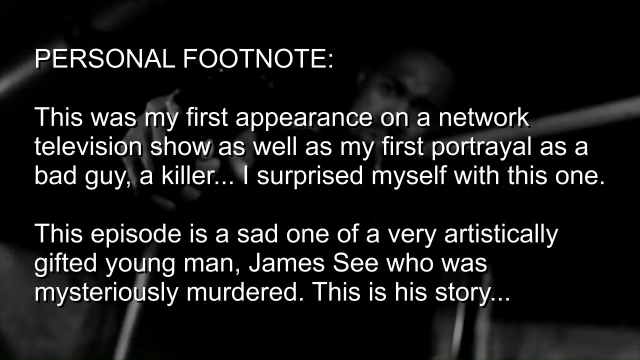 PERSONAL FOOTNOTE:
This was my first appearance on a network
television show as well as my first portrayal as a
bad guy, a killer... I surprised myself with this one.
This episode is a sad one of a very artistically
gifted young man, James See who was
mysteriously murdered. This is his story...